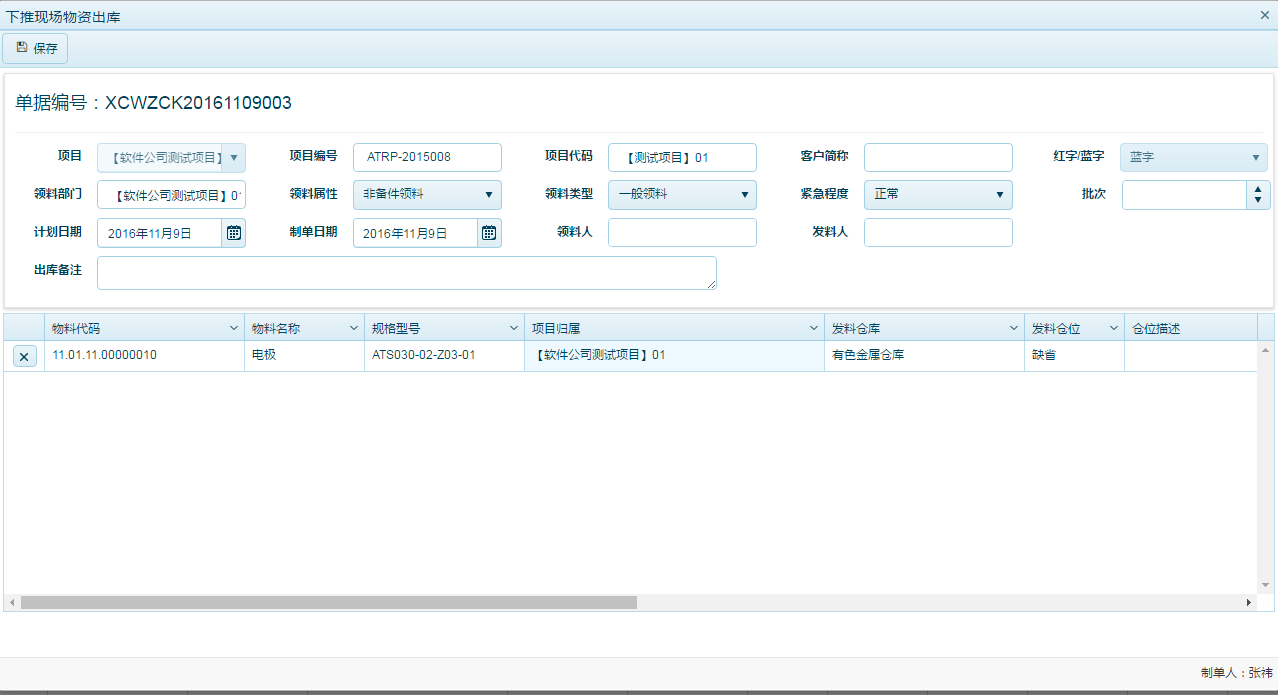 下推现场物资出库
保存
单据编号：XCWZCK20161109003
项目 【软件公司测试项目】 项目编号 ATRP-2015008 项目代码 【测试项目】01 客户简称 红字/蓝字 蓝字
领料部门 【软件公司测试项目】0 领料属性 非备件领料 领料类型 一般领料 紧急程度 正常 批次
计划日期 2016年11月9日 制单日期 2016年11月9日 领料人 发料人
出库备注
物料代码 物料名称 规格型号 项目归属 发料仓库 发料仓位 仓位描述
11.01.11.00000010 电极 ATS030-02-Z03-01 【软件公司测试项目】01 有色金属仓库 缺省
制单人：张祎